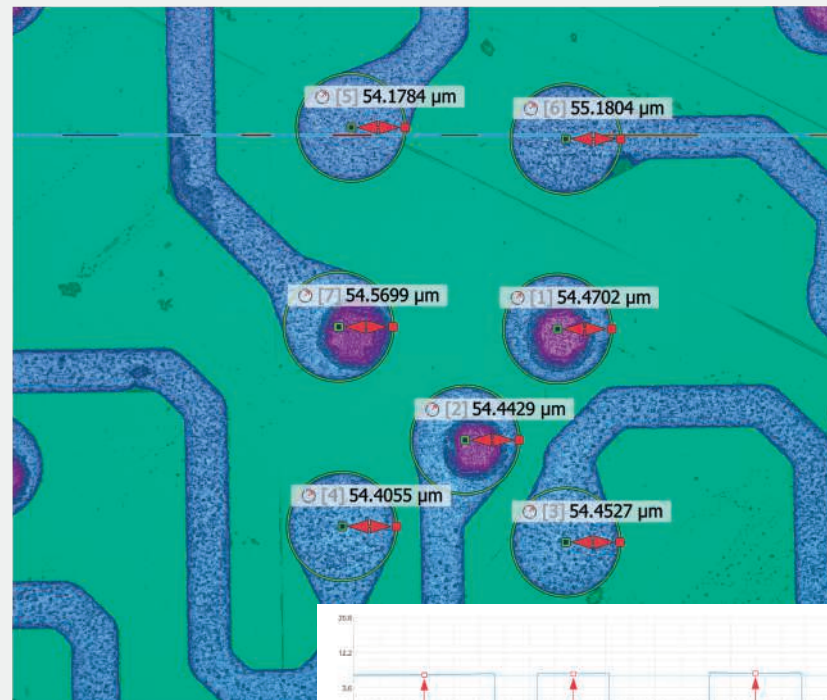 [5] 54.1784 µm
[6] 55.1804 µm
[7] 54.5699 µm
[1] 54.4702 µm
[2] 54.4429 µm
[4] 54.4055 µm
[3] 54.4527 µm
20.8
12.2
3.6